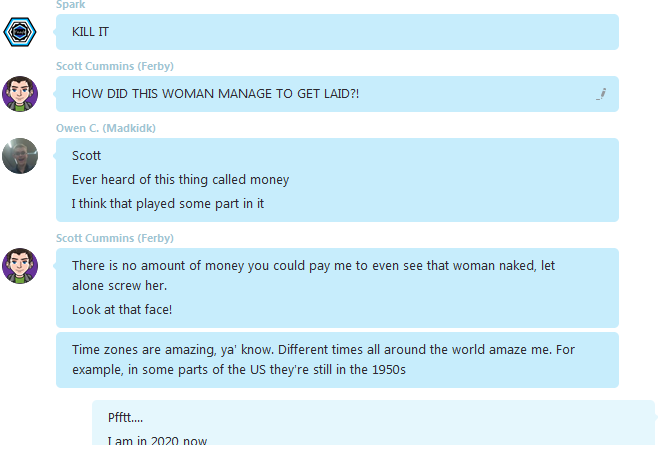 Spark
KILL IT
Scott Cummins (Ferby)
HOW DID THIS WOMAN MANAGE TO GET LAID?!
Owen C. (Madkidk)
Scott
Ever heard of this thing called money
I think that played some part in it
Scott Cummins (Ferby)
There is no amount of money you could pay me to even see that woman naked, let
alone screw her.
Look at that face!
Time zones are amazing, ya' know. Different times all around the world amaze me. For
example, in some parts of the US they're still in the 1950s
Pfftt....
I am in 2020 now